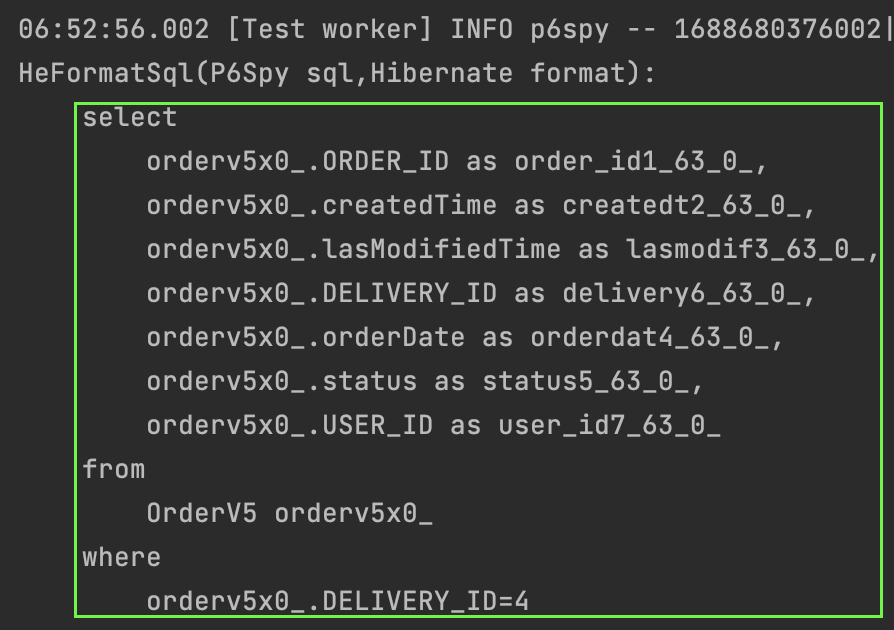 06:52:56.002 [Test worker] INFO p6spy -- 1688680376002|
HeFormatSql(P6Spy sql,Hibernate format):
select
orderv5x0_.ORDER_ID as order_id1_63_0_,
orderv5x0_.createdTime as createdt2_63_0_,
orderv5x0_.lasModifiedTime as lasmodif3_63_0_,
orderv5x0_.DELIVERY_ID as delivery6_63_0_,
orderv5x0_.orderDate as orderdat4_63_0_,
orderv5x0_.status as status5_63_0_,
orderv5x0_.USER_ID as user_id7_63_0_
from
OrderV5 orderv5x0_
where
orderv5x0_.DELIVERY_ID=4